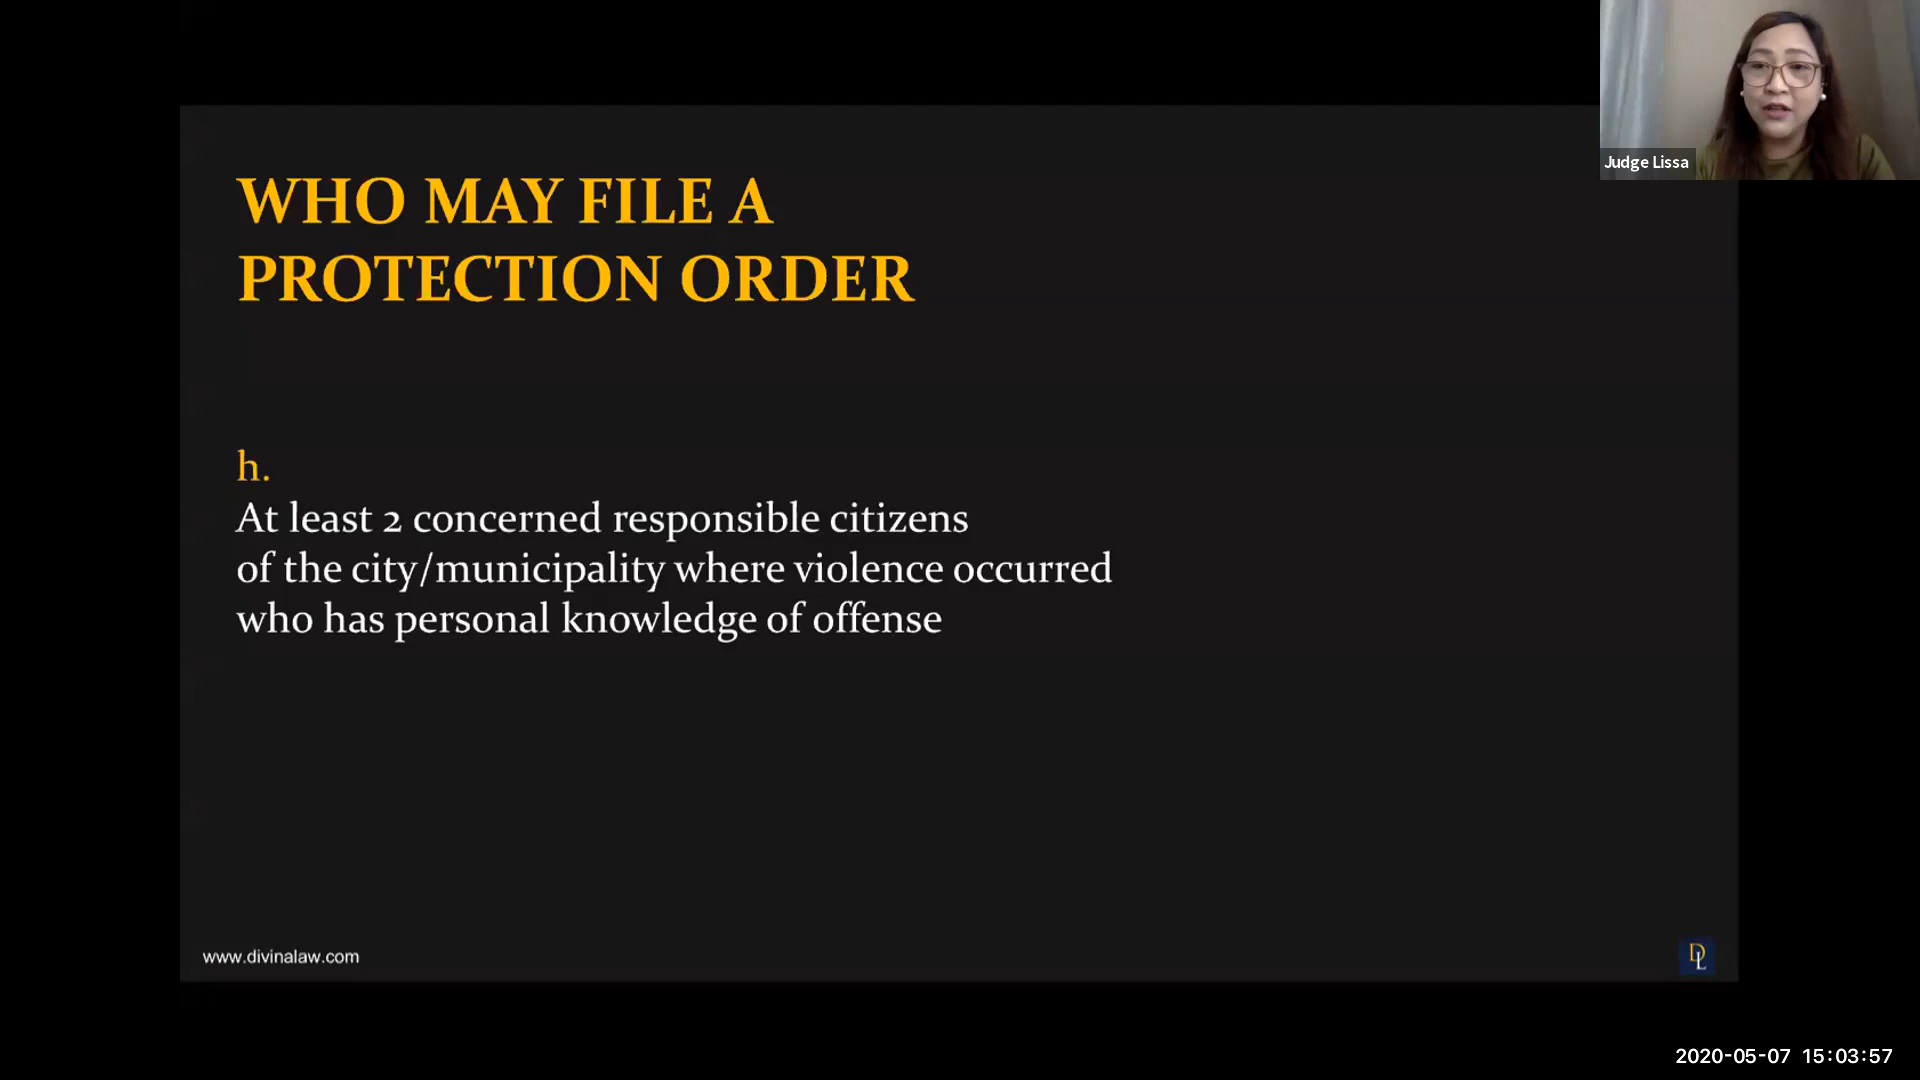 Judge Lissa
WHO MAY FILE A
PROTECTION ORDER
h.
At least 2 concerned responsible citizens
of the city/municipality where violence occurred
who has personal knowledge of offense
www.divinalaw.com
DL
2020-05-07 15:03:57